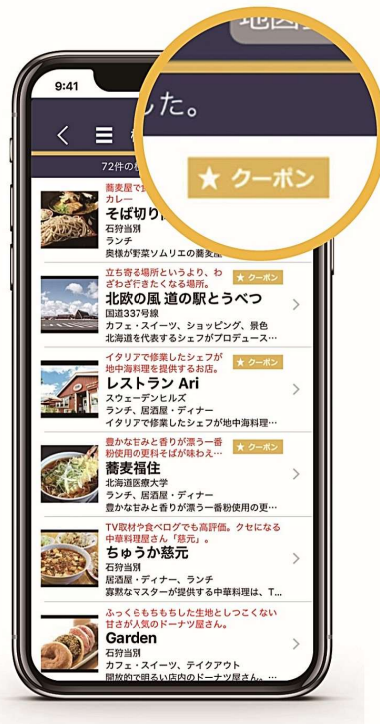 9:41
した。
★ クーポン
72件の
蕎麦屋で
カレー
そば切り
石狩当別
ランチ
奥様が野菜ソムリエの蕎麦屋
立ち寄る場所というより、わ
ざわざ行きたくなる場所。
★ クーポン
北欧の風 道の駅とうべつ
国道337号線
カフェ・スイーツ、ショッピング、景色
北海道を代表するシェフがプロデュース…
イタリアで修業したシェフが
地中海料理を提供するお店。
★ クーポン
レストラン Ari
スウェーデンヒルズ
ランチ、居酒屋・ディナー
イタリアで修業したシェフが地中海料理…
豊かな甘みと香りが漂う一番
粉使用の更科そばが味わえ…
★ クーポン
蕎麦福住
北海道医療大学
ランチ、居酒屋・ディナー
豊かな甘みと香りが漂う一番粉使用の更…
TV取材や食べログでも高評価。クセになる
中華料理屋さん「慈元」。
ちゅうか慈元
石狩当別
居酒屋・ディナー、ランチ
寡黙なマスターが提供する中華料理は、T...
ふっくらもちもちした生地としつこくない
甘さが人気のドーナツ屋さん。
Garden
石狩当別
カフェ・スイーツ、テイクアウト
開放的で明るい店内のドーナツ屋さん。…